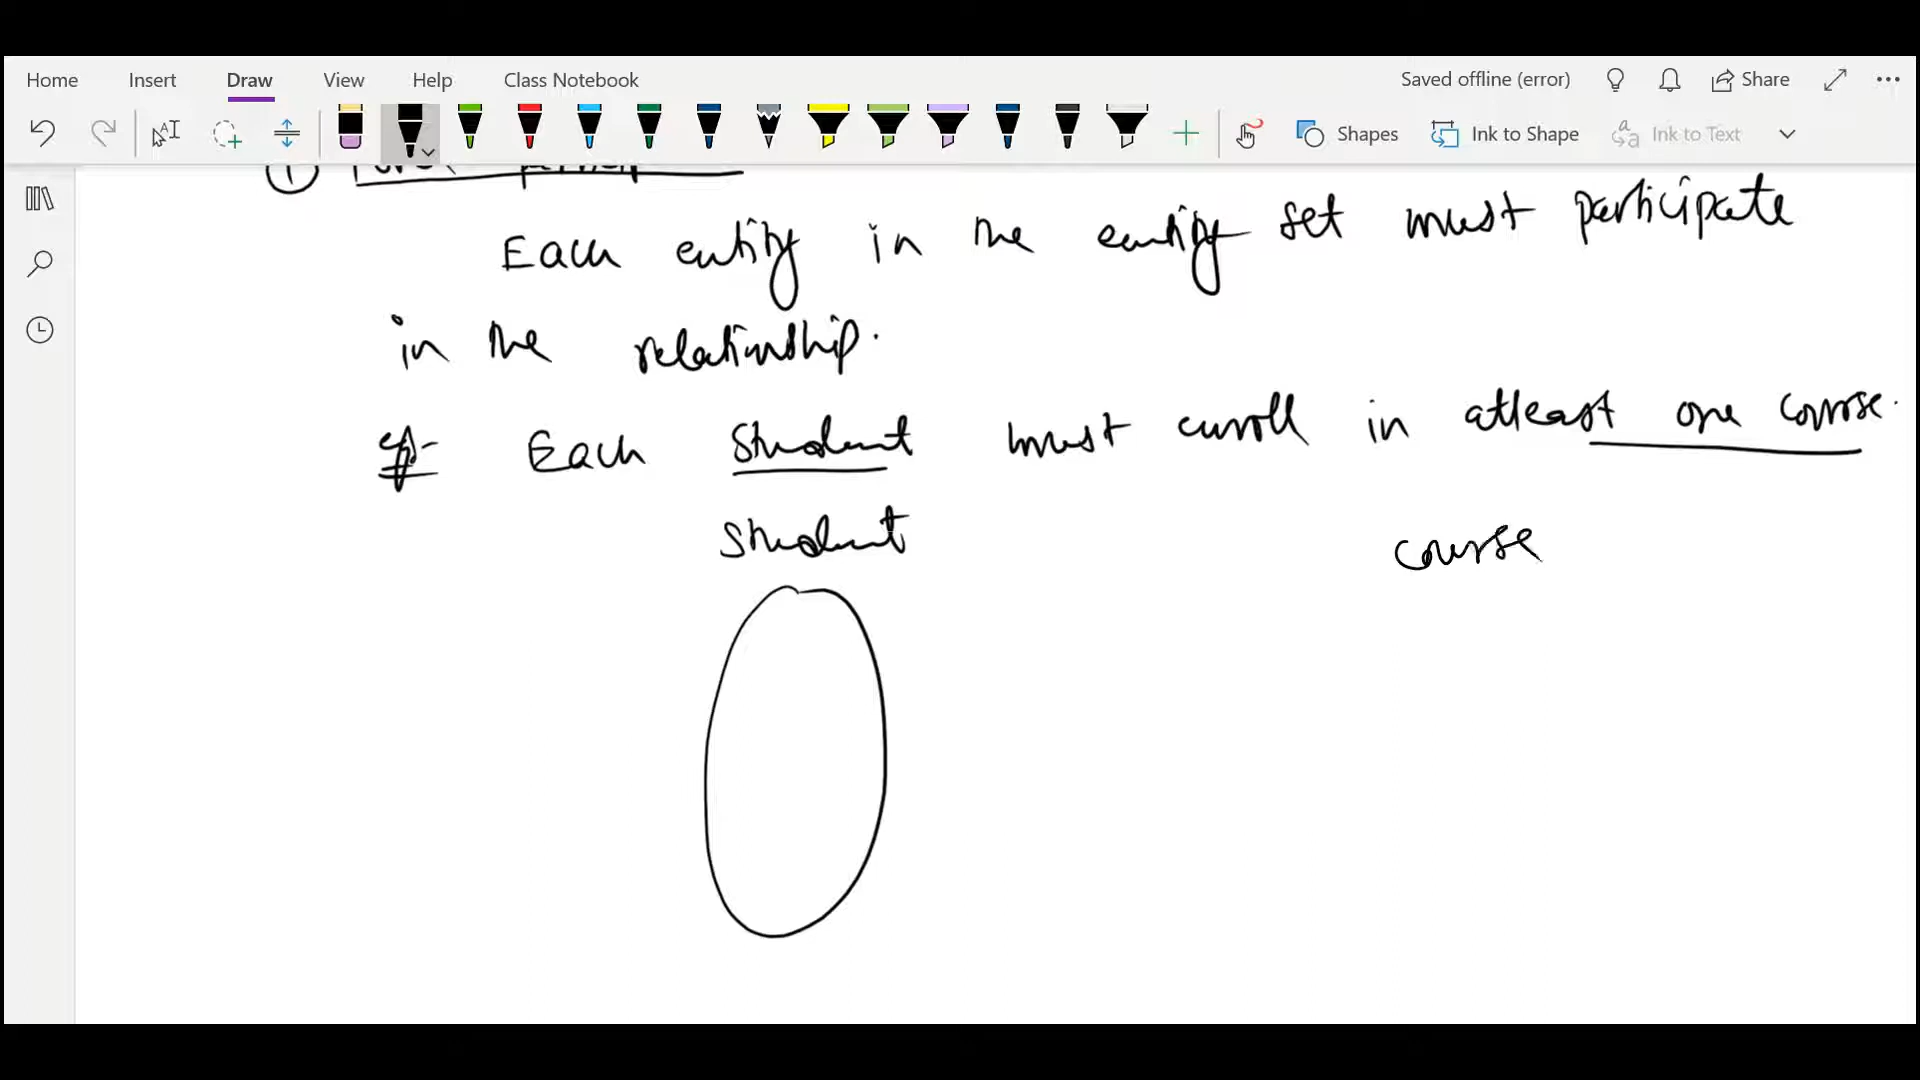 Home Insert Draw View Help Class Notebook Saved offline (error) Share
Shapes Ink to Shape Ink to Text
①
Each entity in the entity set must participate
in the relationship.
eg- Each student must enroll in atleast one course.
Student course